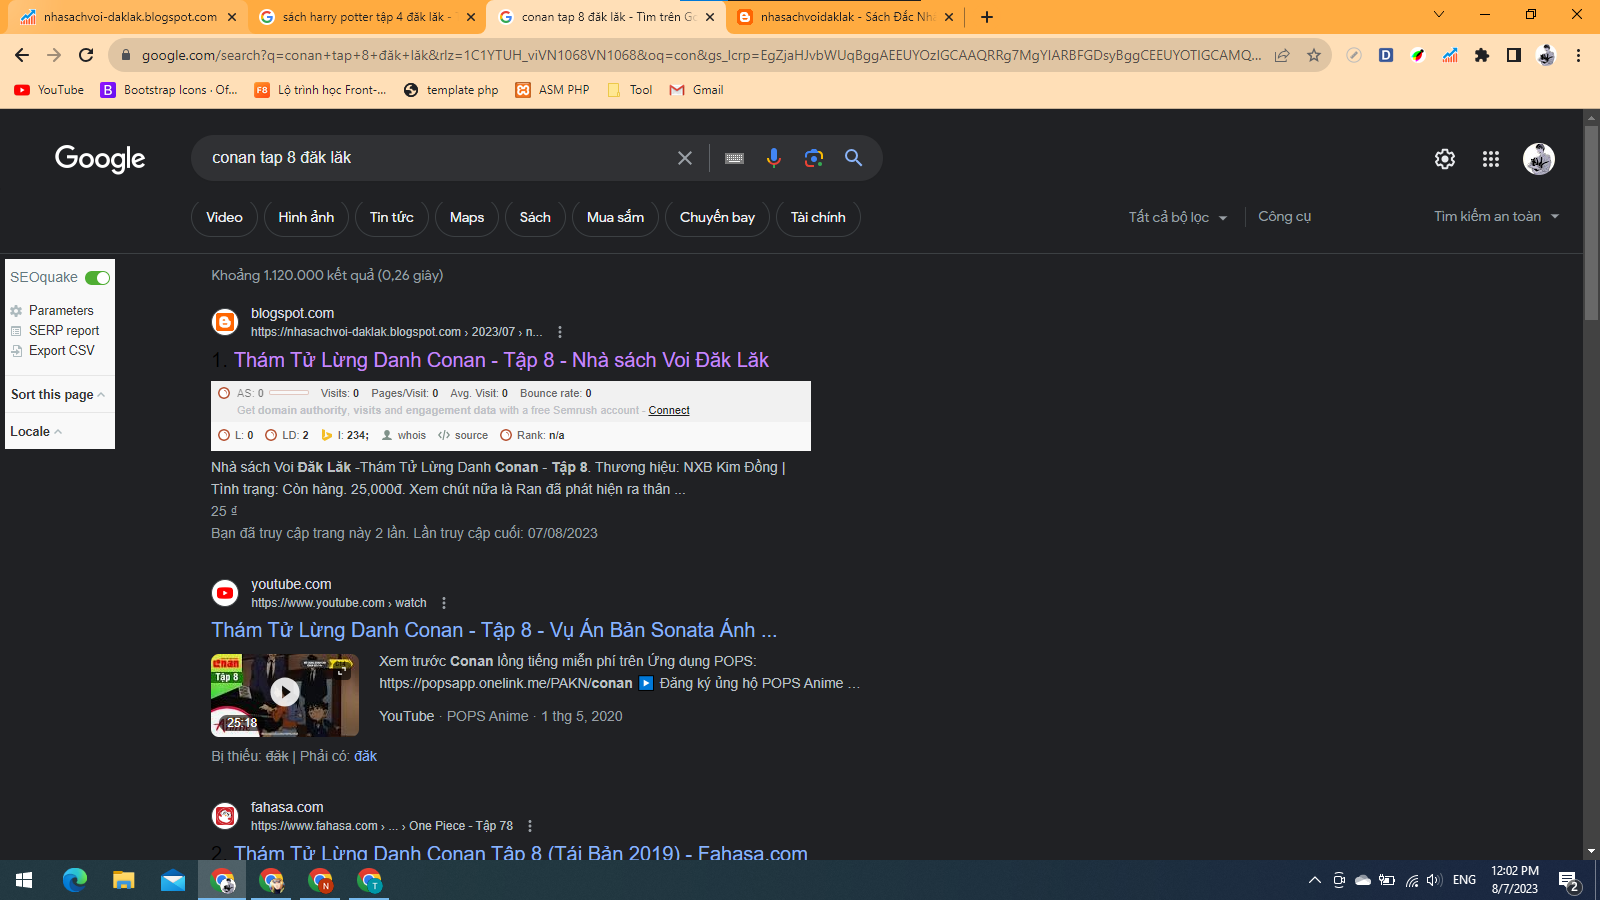 nhasachvoi-daklak.blogspot.com
sách harry potter tập 4 đăk lăk -
conan tap 8 đăk lăk - Tìm trên Go
nhasachvoidaklak - Sách Đắc Nhâ
google.com/search?q=conan+tap+8+đăk+lăk&rlz=1C1YTUH_viVN1068VN1068&oq=con&gs_lcrp=EgZjaHJvbWUqBggAEEUYOzIGCAAQRRg7MgYIARBFGDsyBggCEEUYOTIGCAMQ...
YouTube
Bootstrap Icons · Of...
Lộ trình học Front-...
template php
ASM PHP
Tool
Gmail
Google
conan tap 8 đăk lăk
Video
Hình ảnh
Tin tức
Maps
Sách
Mua sắm
Chuyến bay
Tài chính
Tất cả bộ lọc
Công cụ
Tìm kiếm an toàn
SEOquake
Parameters
SERP report
Export CSV
Sort this page
Locale
Khoảng 1.120.000 kết quả (0,26 giây)
blogspot.com
https://nhasachvoi-daklak.blogspot.com › 2023/07 › n...
1. Thám Tử Lừng Danh Conan - Tập 8 - Nhà sách Voi Đăk Lăk
AS: 0 Visits: 0 Pages/Visit: 0 Avg. Visit: 0 Bounce rate: 0
Get domain authority, visits and engagement data with a free Semrush account - Connect
L: 0 LD: 2 I: 234; whois source Rank: n/a
Nhà sách Voi Đăk Lăk -Thám Tử Lừng Danh Conan - Tập 8. Thương hiệu: NXB Kim Đồng |
Tình trạng: Còn hàng. 25,000đ. Xem chút nữa là Ran đã phát hiện ra thân ...
25 ₫
Bạn đã truy cập trang này 2 lần. Lần truy cập cuối: 07/08/2023
youtube.com
https://www.youtube.com › watch
Thám Tử Lừng Danh Conan - Tập 8 - Vụ Án Bản Sonata Ánh ...
conan
Tập 8
25:18
Xem trước Conan lồng tiếng miễn phí trên Ứng dụng POPS:
https://popsapp.onelink.me/PAKN/conan ▶ Đăng ký ủng hộ POPS Anime ...
YouTube · POPS Anime · 1 thg 5, 2020
Bị thiếu: đăk | Phải có: đăk
fahasa.com
https://www.fahasa.com › ... › One Piece - Tập 78
2. Thám Tử Lừng Danh Conan Tập 8 (Tái Bản 2019) - Fahasa.com
ENG
12:02 PM
8/7/2023
2